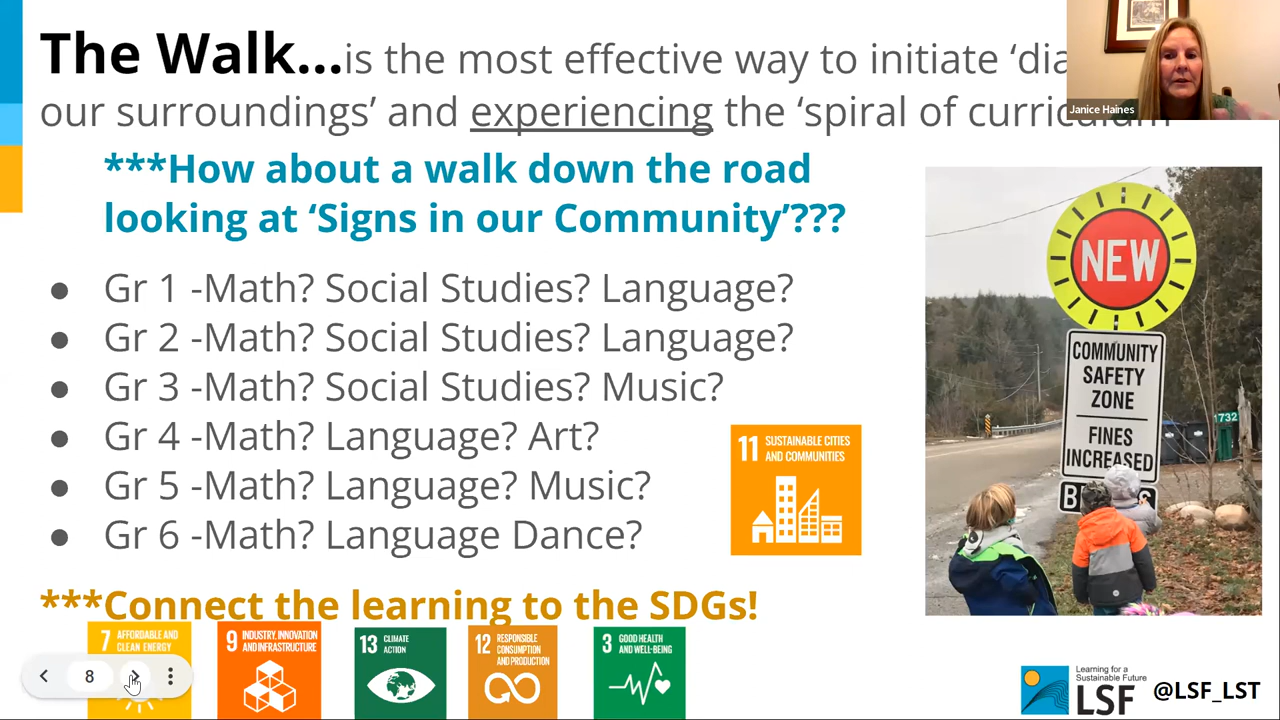 The Walk...is the most effective way to initiate ‘dia
our surroundings’ and experiencing the ‘spiral of curriculum
Janice Haines
***How about a walk down the road
looking at ‘Signs in our Community’???
● Gr 1 -Math? Social Studies? Language?
● Gr 2 -Math? Social Studies? Language?
● Gr 3 -Math? Social Studies? Music?
● Gr 4 -Math? Language? Art?
● Gr 5 -Math? Language? Music?
● Gr 6 -Math? Language Dance?
11 SUSTAINABLE CITIES
AND COMMUNITIES
NEW
COMMUNITY
SAFETY
ZONE
FINES
INCREASED
1732
***Connect the learning to the SDGs!
7 AFFORDABLE AND
CLEAN ENERGY
9 INDUSTRY, INNOVATION
AND INFRASTRUCTURE
13 CLIMATE
ACTION
12 RESPONSIBLE
CONSUMPTION
AND PRODUCTION
3 GOOD HEALTH
AND WELL-BEING
8
Learning for a
Sustainable Future
LSF
@LSF_LST